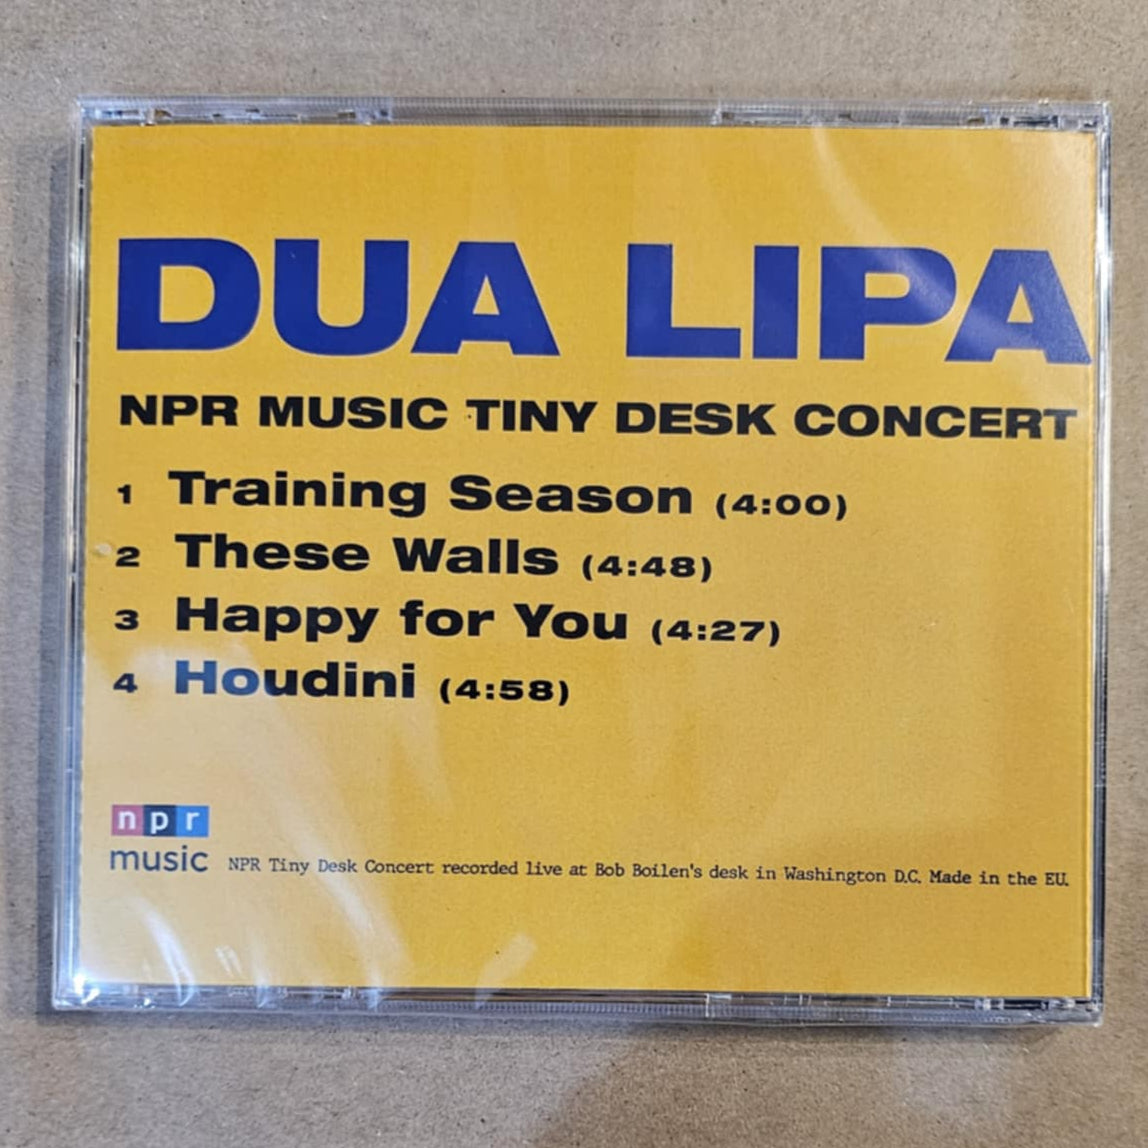 DUA LIPA
NPR MUSIC TINY DESK CONCERT
1 Training Season (4:00)
2 These Walls (4:48)
3 Happy for You (4:27)
4 Houdini (4:58)
npr
music
NPR Tiny Desk Concert recorded live at Bob Boilen's desk in Washington D.C. Made in the EU.